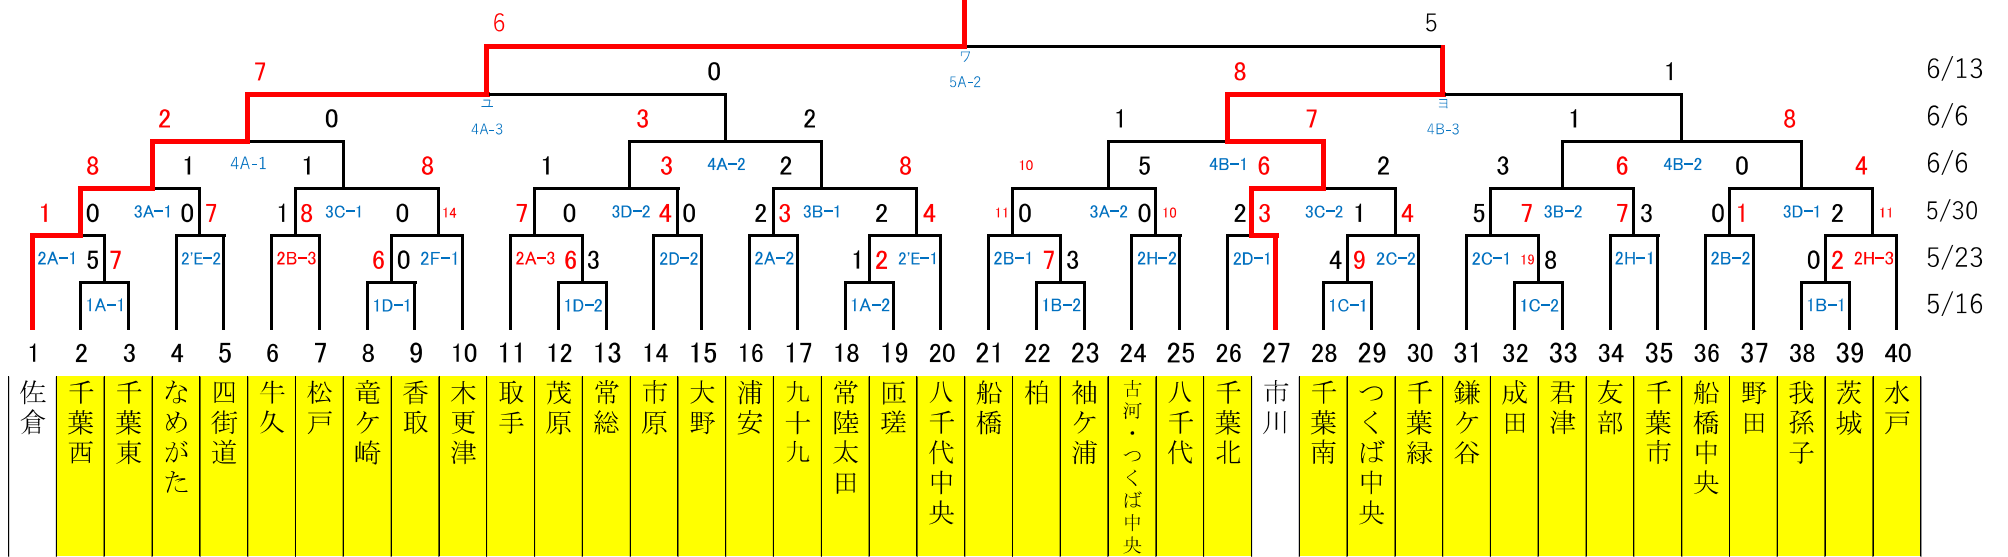 6 5
ワ
5A-2
7 0 8 1 6/13
ユ ヨ
4A-3 4B-3
2 0 3 2 1 7 1 8 6/6
4A-1 4A-2 4B-1 4B-2
8 1 1 8 1 3 2 8 10 5 6 2 3 6 0 4 6/6
3A-1 3C-1 3D-2 3B-1 3A-2 3C-2 3B-2 3D-1
1 0 0 7 1 8 0 14 7 0 4 0 2 3 2 4 11 0 0 10 2 3 1 4 5 7 7 3 0 1 2 11 5/30
2A-1 5 7 2'E-2 2B-3 6 0 2F-1 2A-3 6 3 2D-2 2A-2 1 2 2'E-1 2B-1 7 3 2H-2 2D-1 4 9 2C-2 2C-1 19 8 2H-1 2B-2 0 2 2H-3 5/23
1A-1 1D-1 1D-2 1A-2 1B-2 1C-1 1C-2 1B-1 5/16
1 2 3 4 5 6 7 8 9 10 11 12 13 14 15 16 17 18 19 20 21 22 23 24 25 26 27 28 29 30 31 32 33 34 35 36 37 38 39 40
佐倉
千葉西
千葉東
なめがた
四街道
牛久
松戸
竜ケ崎
香取
木更津
取手
茂原
常総
市原
大野
浦安
九十九
常陸太田
匝瑳
八千代中央
船橋
柏
袖ケ浦
古河・つくば中央
八千代
千葉北
市川
千葉南
つくば中央
千葉緑
鎌ケ谷
成田
君津
友部
千葉市
船橋中央
野田
我孫子
茨城
水戸